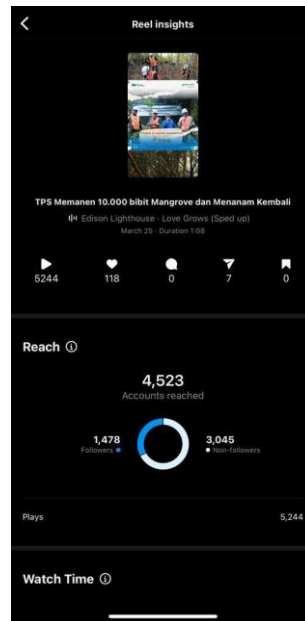 Reel insights
TPS Memanen 10.000 bibit Mangrove dan Menanam Kembali
Edison Lighthouse - Love Grows (Sped up)
March 25 · Duration 1:08
5244 118 0 7 0
Reach
4,523
Accounts reached
1,478 3,045
Followers Non-followers
Plays 5,244
Watch Time